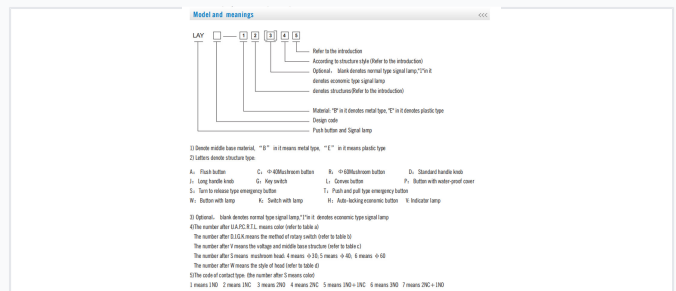 Model and meanings <<<
LAY □ — 1 2 3 4 5
Refer to the introduction
According to structure style (Refer to the introduction)
Optional: blank denotes normal type signal lamp,"1"in it
denotes economic type signal lamp
denotes structures(Refer to the introduction)
Material: "B" in it denotes metal type, "E" in it denotes plastic type
Design code
Push button and Signal lamp
1) Denote middle base material, "B" in it means metal type, "E" in it means plastic type
2) Letters denote structure type:
A: Flush button C: Φ40Mushroom button R: Φ60Mushroom button D: Standard handle knob
J: Long handle knob G: Key switch L: Convex button P: Button with water-proof cover
S: Turn to release type emergency button T: Push and pull type emergency button
W: Button with lamp K: Switch with lamp H: Auto-locking economic button V: Indicator lamp
3) Optional: blank denotes normal type signal lamp,"1"in it denotes economic type signal lamp
4)The number after U.A.P.C.R.T.L. means color (refer to table a)
The number after D.J.G.K means the method of rotary switch (refer to table b)
The number after V means the voltage and middle base structure (refer to table c)
The number after S means mushroom head: 4 means Φ30; 5 means Φ40; 6 means Φ60
The number after W means the style of head (refer to table d)
5)The code of contact type: (the number after S means color)
1 means 1NO 2 means 1NC 3 means 2NO 4 means 2NC 5 means 1NO+1NC 6 means 3NO 7 means 2NC+1NO